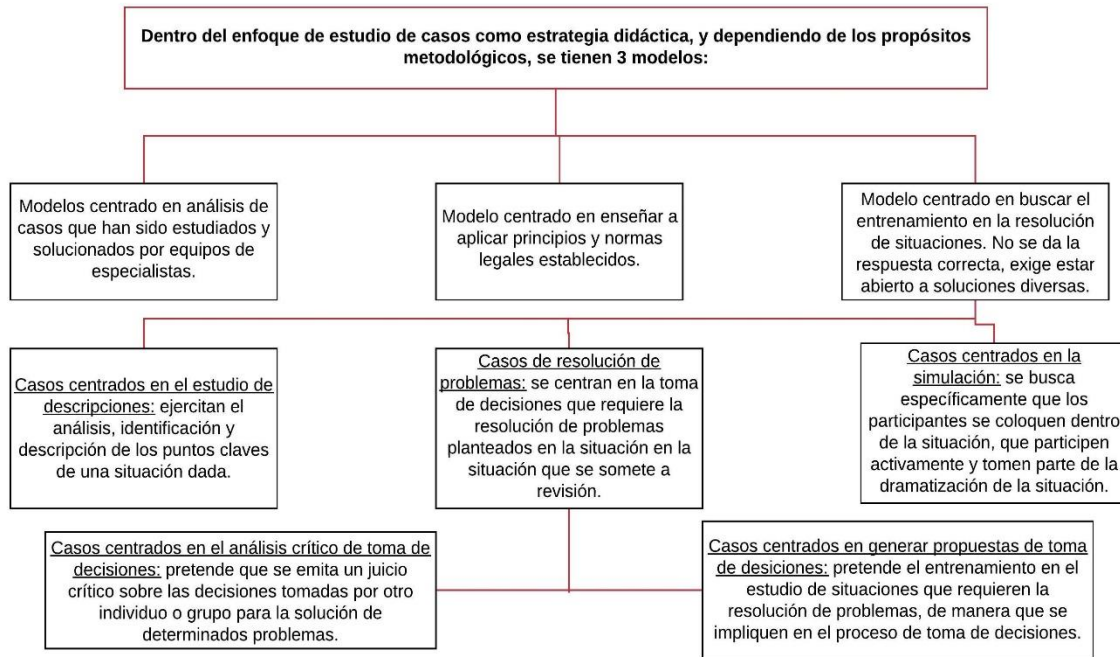 Dentro del enfoque de estudio de casos como estrategia didáctica, y dependiendo de los propósitos
metodológicos, se tienen 3 modelos:
Modelos centrado en análisis de
casos que han sido estudiados y
solucionados por equipos de
especialistas.
Modelo centrado en enseñar a
aplicar principios y normas
legales establecidos.
Modelo centrado en buscar el
entrenamiento en la resolución
de situaciones. No se da la
respuesta correcta, exige estar
abierto a soluciones diversas.
Casos centrados en el estudio de
descripciones: ejercitan el
análisis, identificación y
descripción de los puntos claves
de una situación dada.
Casos de resolución de
problemas: se centran en la toma
de decisiones que requiere la
resolución de problemas
planteados en la situación en la
situación que se somete a
revisión.
Casos centrados en la
simulación: se busca
específicamente que los
participantes se coloquen dentro
de la situación, que participen
activamente y tomen parte de la
dramatización de la situación.
Casos centrados en el análisis crítico de toma de
decisiones: pretende que se emita un juicio
crítico sobre las decisiones tomadas por otro
individuo o grupo para la solución de
determinados problemas.
Casos centrados en generar propuestas de toma
de desiciones: pretende el entrenamiento en el
estudio de situaciones que requieren la
resolución de problemas, de manera que se
impliquen en el proceso de toma de decisiones.